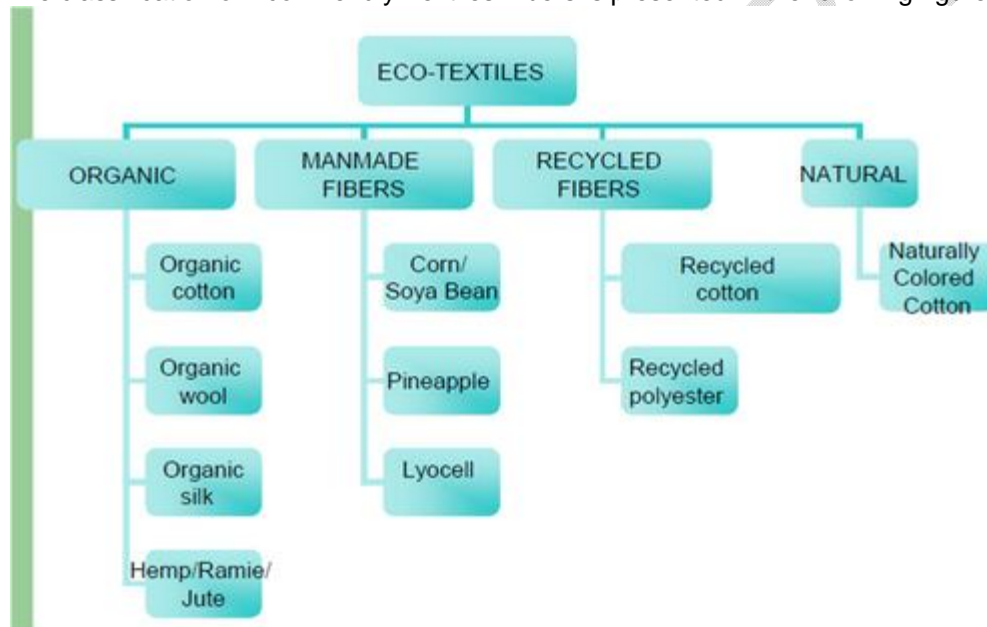 ECO-TEXTILES
ORGANIC
MANMADE
FIBERS
RECYCLED
FIBERS
NATURAL
Organic
cotton
Corn/
Soya Bean
Recycled
cotton
Naturally
Colored
Cotton
Organic
wool
Pineapple
Recycled
polyester
Organic
silk
Lyocell
Hemp/Ramie/
Jute